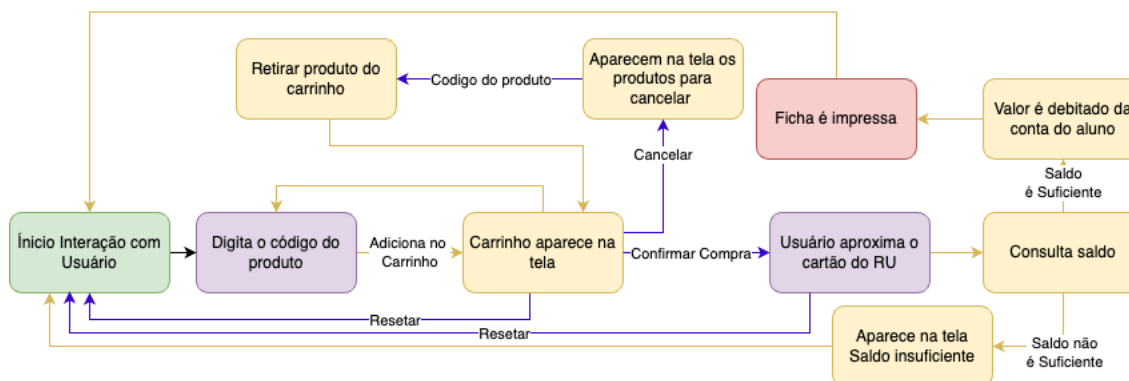 Retirar produto do
carrinho
Codigo do produto
Aparecem na tela os
produtos para
cancelar
Ficha é impressa
Valor é debitado da
conta do aluno
Cancelar
Saldo
é Suficiente
Ínicio Interação com
Usuário
Digita o código do
produto
Adiciona no
Carrinho
Carrinho aparece na
tela
Confirmar Compra
Usuário aproxima o
cartão do RU
Consulta saldo
Resetar
Resetar
Aparece na tela
Saldo insuficiente
Saldo não
é Suficiente